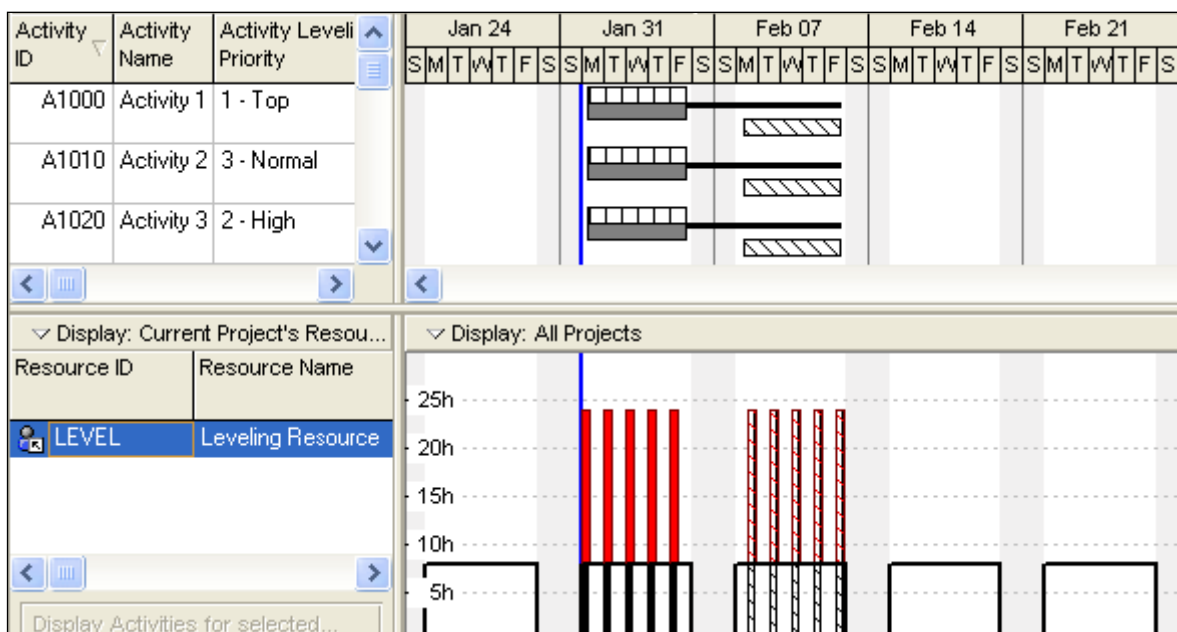 Activity ID
Activity Name
Activity Leveli Priority
Jan 24
Jan 31
Feb 07
Feb 14
Feb 21
S M T W T F S S M T W T F S S M T W T F S S M T W T F S S M T W T F S
A1000 Activity 1 1 - Top
A1010 Activity 2 3 - Normal
A1020 Activity 3 2 - High
Display: Current Project's Resou...
Display: All Projects
Resource ID
Resource Name
LEVEL
Leveling Resource
25h
20h
15h
10h
5h
Display Activities for selected...